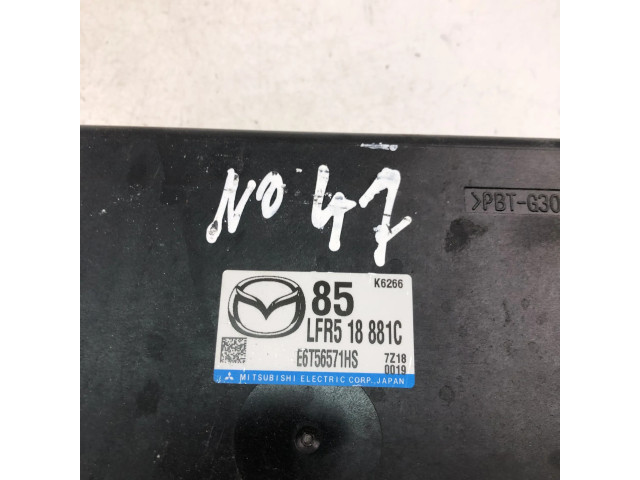 No 47
>PBT-G30
85
K6266
LFR5 18 881C
E6T56571HS
7Z18
0019
MITSUBISHI ELECTRIC CORP., JAPAN